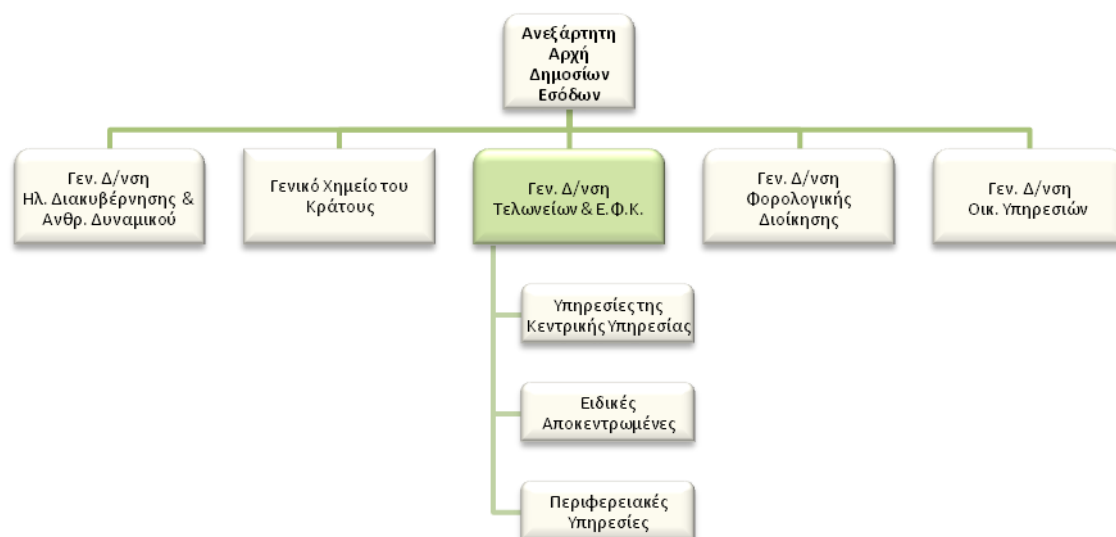 Ανεξάρτητη
Αρχή
Δημοσίων
Εσόδων
Γεν. Δ/νση
Ηλ. Διακυβέρνησης &
Ανθρ. Δυναμικού
Γενικό Χημείο του
Κράτους
Γεν. Δ/νση
Τελωνείων & Ε.Φ.Κ.
Γεν. Δ/νση
Φορολογικής
Διοίκησης
Γεν. Δ/νση
Οικ. Υπηρεσιών
Υπηρεσίες της
Κεντρικής Υπηρεσίας
Ειδικές
Αποκεντρωμένες
Περιφερειακές
Υπηρεσίες